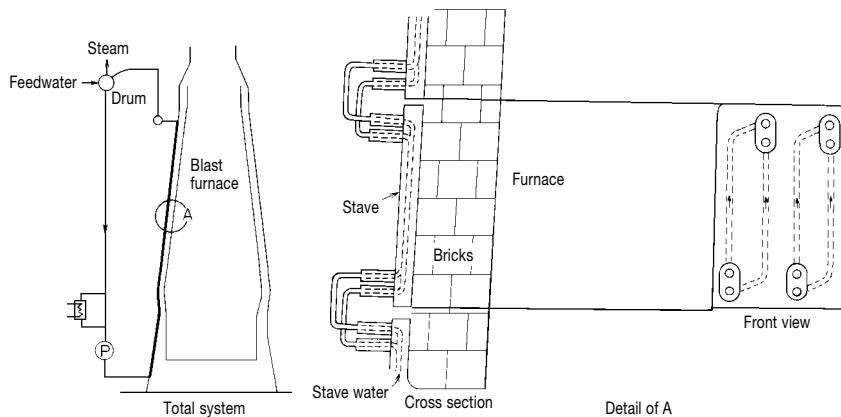 Steam
Feedwater
Drum
Blast
furnace
A
P
Total system
Stave
Bricks
Furnace
Stave water
Cross section
Front view
Detail of A